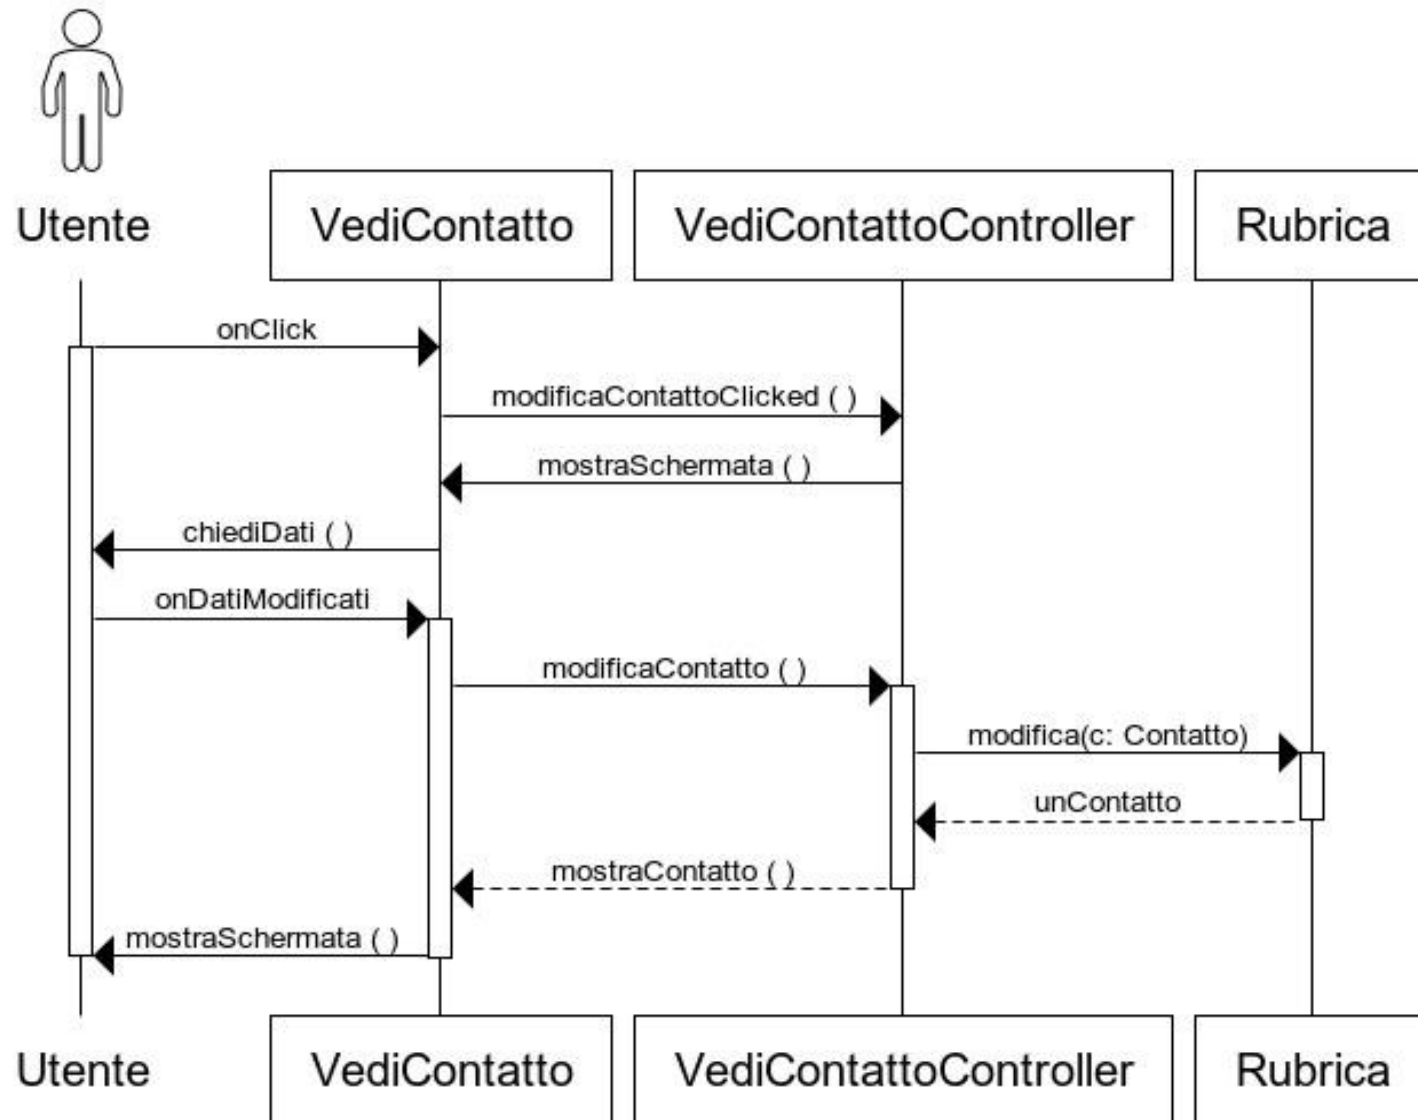 Utente
VediContatto
VediContattoController
Rubrica
onClick
modificaContattoClicked ( )
mostraSchermata ( )
chiediDati ( )
onDatiModificati
modificaContatto ( )
modifica(c: Contatto)
unContatto
mostraContatto ( )
mostraSchermata ( )
Utente
VediContatto
VediContattoController
Rubrica